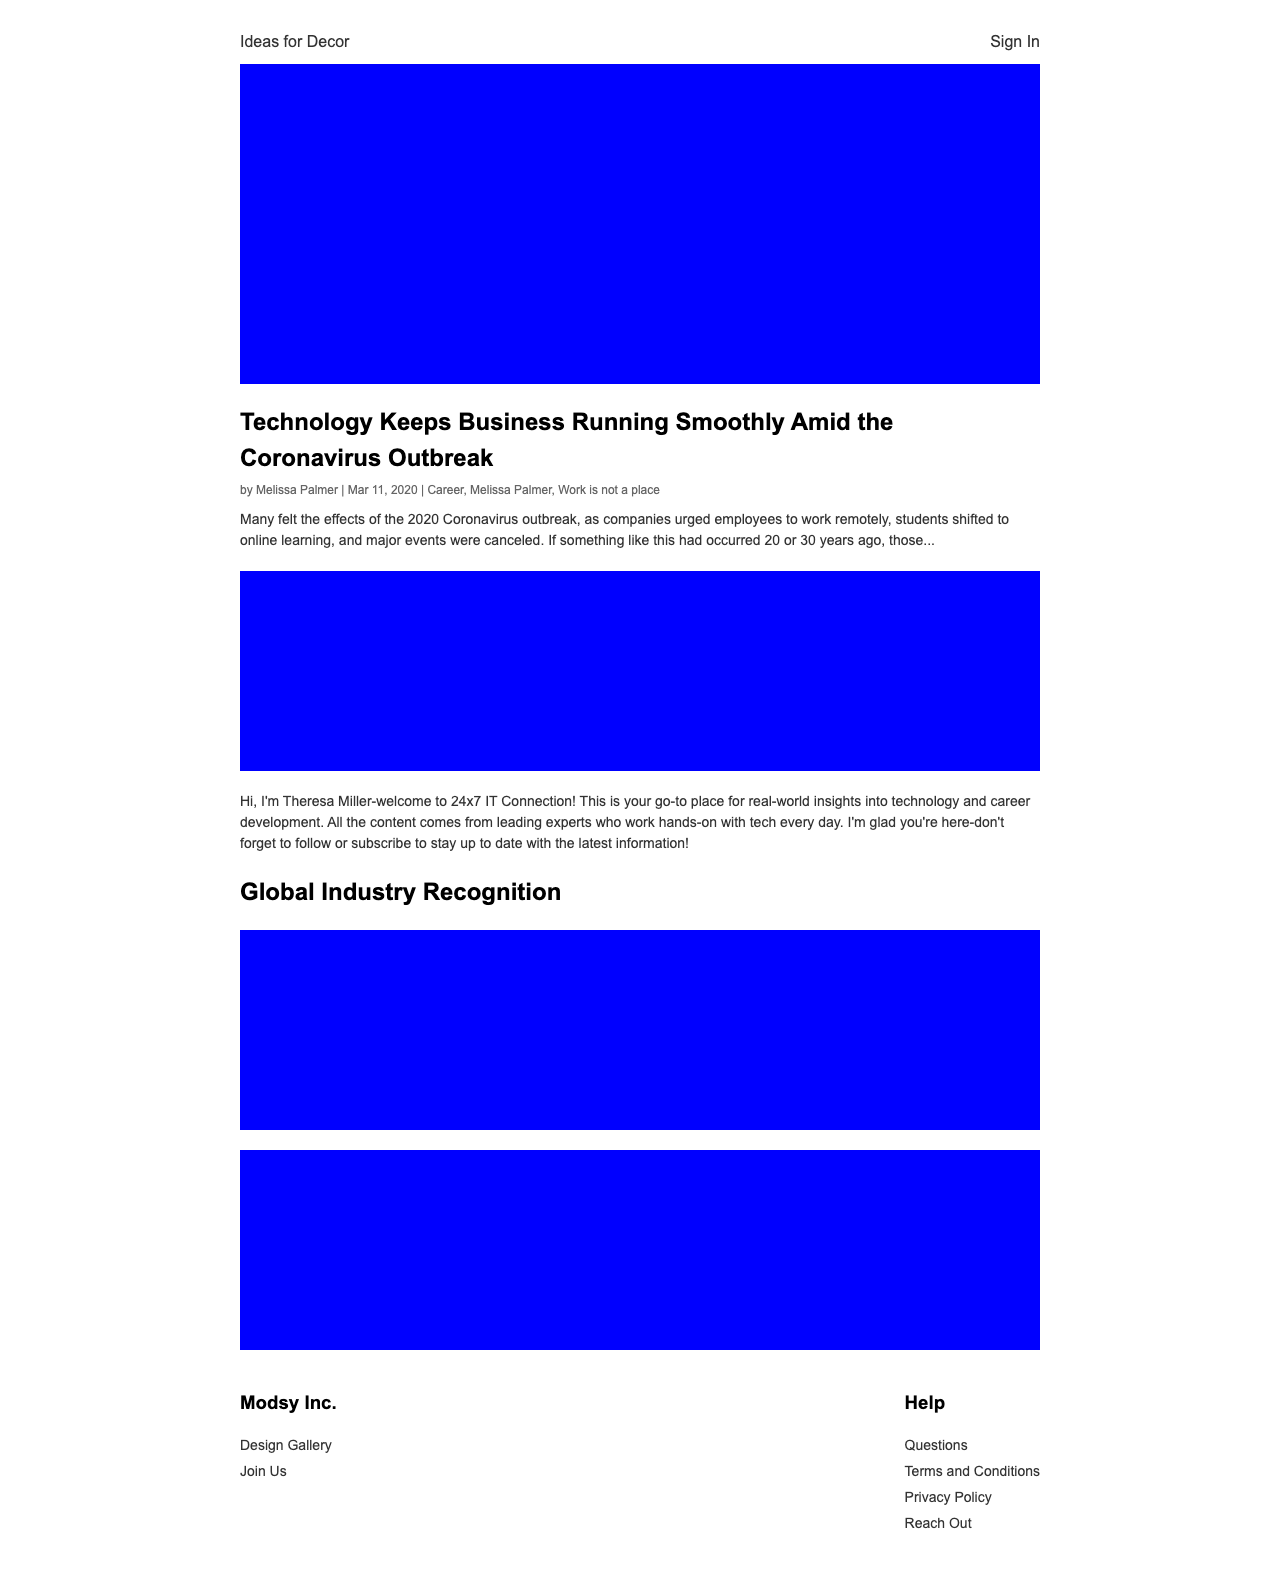 Ideas for Decor
Sign In
Technology Keeps Business Running Smoothly Amid the
Coronavirus Outbreak
by Melissa Palmer | Mar 11, 2020 | Career, Melissa Palmer, Work is not a place
Many felt the effects of the 2020 Coronavirus outbreak, as companies urged employees to work remotely, students shifted to
online learning, and major events were canceled. If something like this had occurred 20 or 30 years ago, those...
Hi, I'm Theresa Miller-welcome to 24x7 IT Connection! This is your go-to place for real-world insights into technology and career
development. All the content comes from leading experts who work hands-on with tech every day. I'm glad you're here-don't
forget to follow or subscribe to stay up to date with the latest information!
Global Industry Recognition
Modsy Inc.
Design Gallery
Join Us
Help
Questions
Terms and Conditions
Privacy Policy
Reach Out